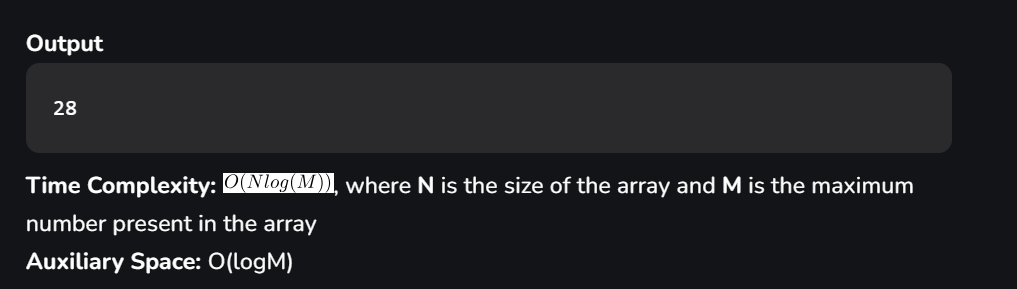 Output
28
Time Complexity: O(Nlog(M)), where N is the size of the array and M is the maximum
number present in the array
Auxiliary Space: O(logM)